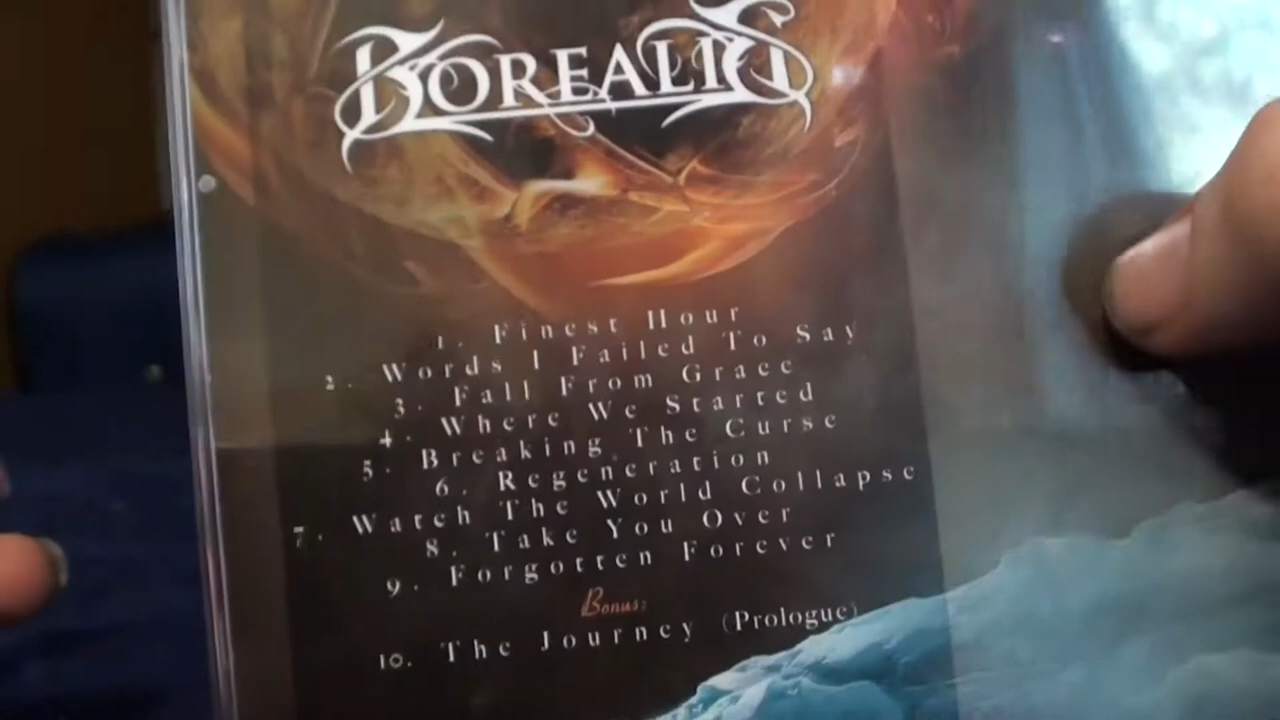 BOREALIS
1. Finest Hour
2. Words I Failed To Say
3. Fall From Grace
4. Where We Started
5. Breaking The Curse
6. Regeneration
7. Watch The World Collapse
8. Take You Over
9. Forgotten Forever
Bonus:
10. The Journey (Prologue)